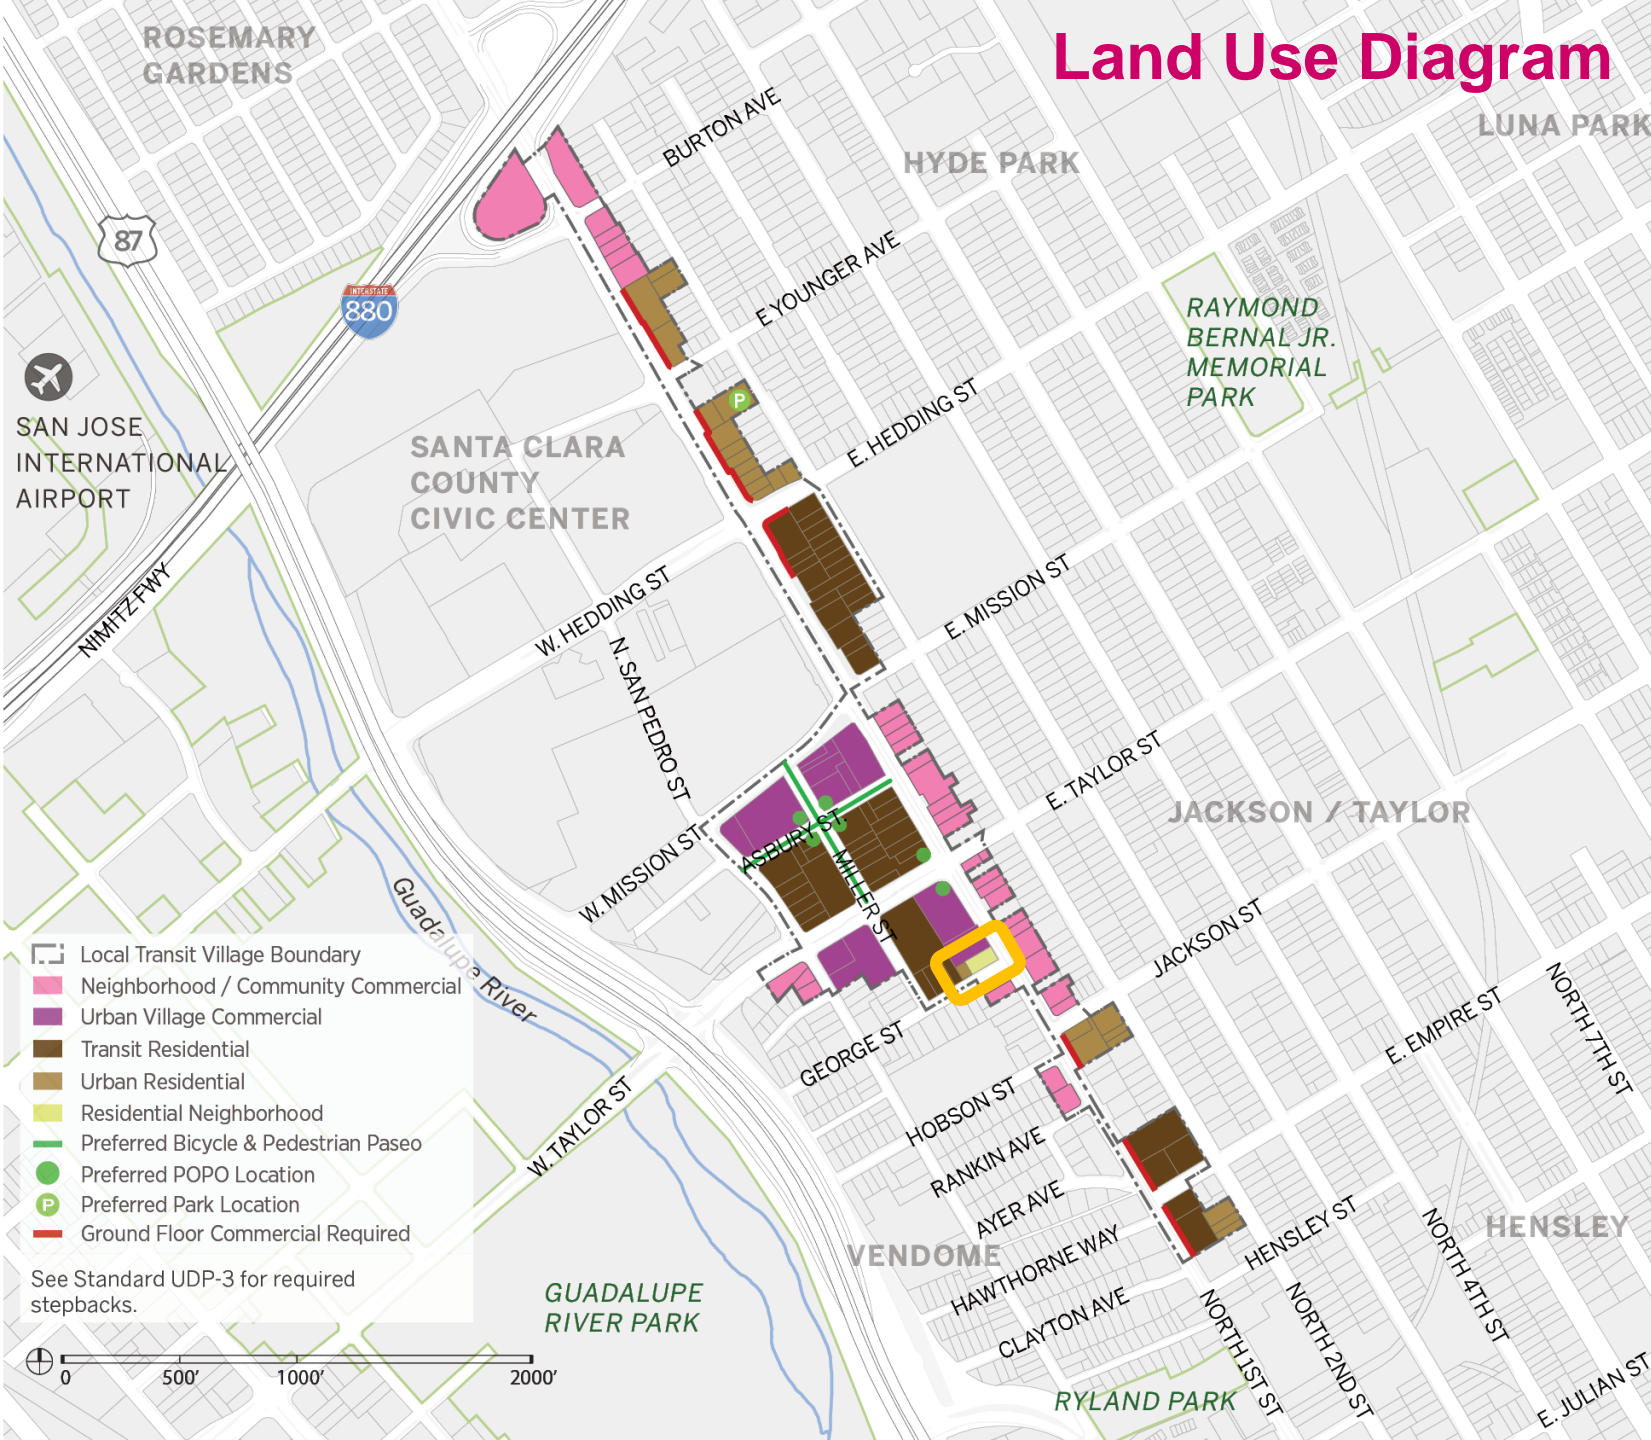 Land Use Diagram
ROSEMARY
GARDENS
LUNA PARK
BURTON AVE
HYDE PARK
87
E YOUNGER AVE
INTERSTATE
880
RAYMOND
BERNAL JR.
MEMORIAL
PARK
SAN JOSE
INTERNATIONAL
AIRPORT
P
E. HEDDING ST
SANTA CLARA
COUNTY
CIVIC CENTER
NIMITZ FWY
W. HEDDING ST
E. MISSION ST
N. SAN PEDRO ST
E. TAYLOR ST
JACKSON / TAYLOR
ASBURY ST.
W. MISSION ST
MILLER ST
Guadalupe River
JACKSON ST
E. EMPIRE ST
NORTH 7TH ST
GEORGE ST
HOBSON ST
RANKIN AVE
W. TAYLOR ST
AYER AVE
HAWTHORNE WAY
HENSLEY ST
HENSLEY
VENDOME
CLAYTON AVE
NORTH 1ST ST
NORTH 2ND ST
NORTH 4TH ST
E. JULIAN ST
GUADALUPE
RIVER PARK
RYLAND PARK
Local Transit Village Boundary
Neighborhood / Community Commercial
Urban Village Commercial
Transit Residential
Urban Residential
Residential Neighborhood
Preferred Bicycle & Pedestrian Paseo
Preferred POPO Location
P Preferred Park Location
Ground Floor Commercial Required
See Standard UDP-3 for required
stepbacks.
0 500' 1000' 2000'